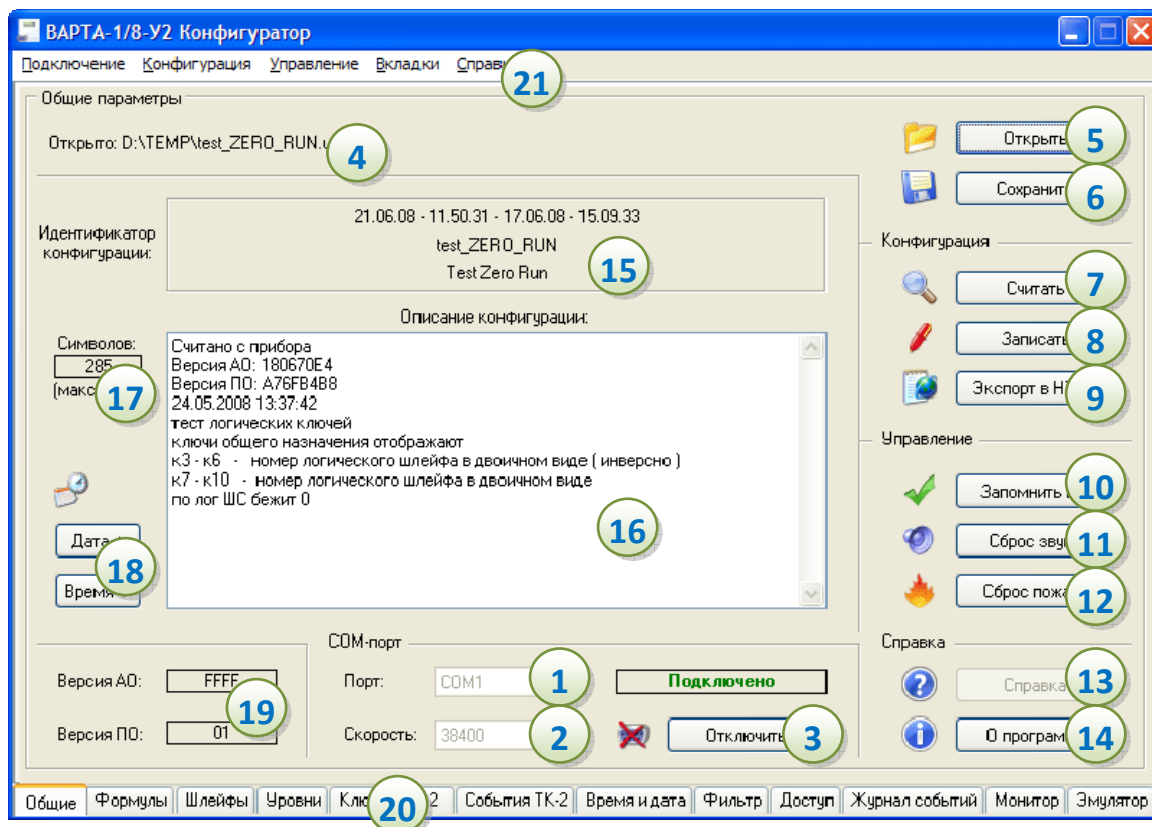 ВАРТА-1/8-У2 Конфигуратор
Подключение Конфигурация Управление Вкладки
21
Общие параметры
Открыто: D:\TEMP\test_ZERO_RUN.
4
Открыть
5
Сохранит
6
Идентификатор
конфигурации:
21.06.08 - 11.50.31 - 17.06.08 - 15.09.33
test_ZERO_RUN
Test Zero Run
15
Конфигурация
Считать
7
Записать
8
Экспорт в
9
Описание конфигурации:
Символов:
285
17
Считано с прибора
Версия АО: 180670E4
Версия ПО: A76FB4B8
24.05.2008 13:37:42
тест логических ключей
ключи общего назначения отображают
к3 - к6 - номер логического шлейфа в двоичном виде ( инверсно )
к7 - к10 - номер логического шлейфа в двоичном виде
по лог ШС бежит 0
16
Дата
18
Время
Управление
Запомнить
10
Сброс
11
Сброс
12
Версия АО:
FFFF
Версия ПО:
01
19
COM-порт
Порт:
COM1
1
Подключено
Скорость:
38400
2
Отключить
3
Справка
Справка
13
О
14
Общие Формулы Шлейфы Уровни 20 События ТК-2 Время и дата Фильтр Доступ Журнал событий Монитор Эмулятор